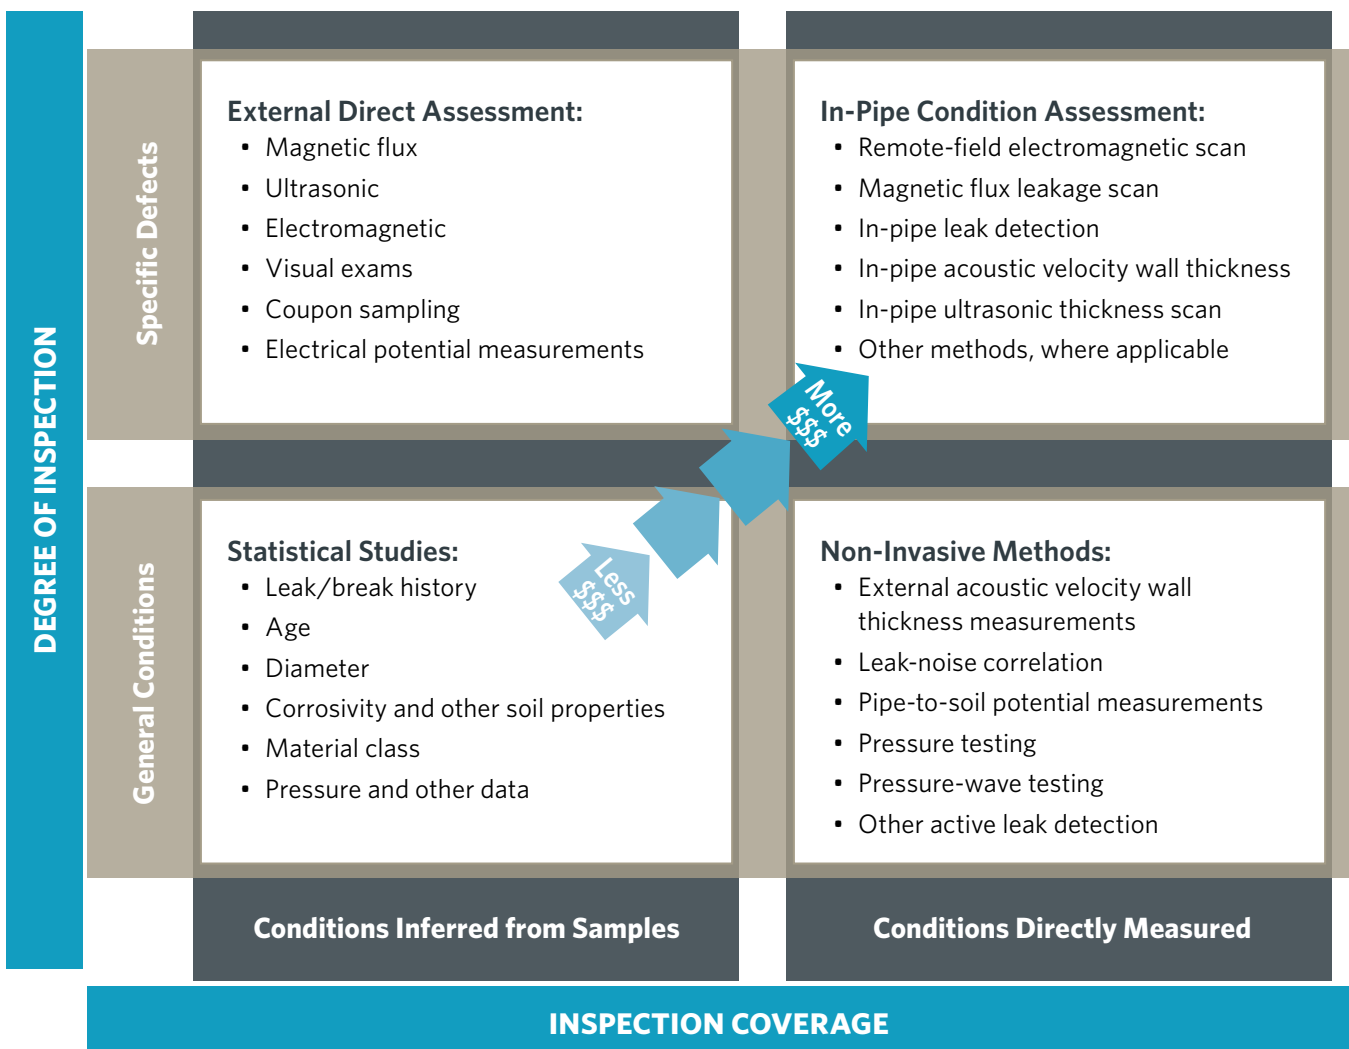 DEGREE OF INSPECTION
Specific Defects
External Direct Assessment:
• Magnetic flux
• Ultrasonic
• Electromagnetic
• Visual exams
• Coupon sampling
• Electrical potential measurements
In-Pipe Condition Assessment:
• Remote-field electromagnetic scan
• Magnetic flux leakage scan
• In-pipe leak detection
• In-pipe acoustic velocity wall thickness
• In-pipe ultrasonic thickness scan
• Other methods, where applicable
More
$$$
General Conditions
Statistical Studies:
• Leak/break history
• Age
• Diameter
• Corrosivity and other soil properties
• Material class
• Pressure and other data
Less
$$$
Non-Invasive Methods:
• External acoustic velocity wall
thickness measurements
• Leak-noise correlation
• Pipe-to-soil potential measurements
• Pressure testing
• Pressure-wave testing
• Other active leak detection
Conditions Inferred from Samples
Conditions Directly Measured
INSPECTION COVERAGE